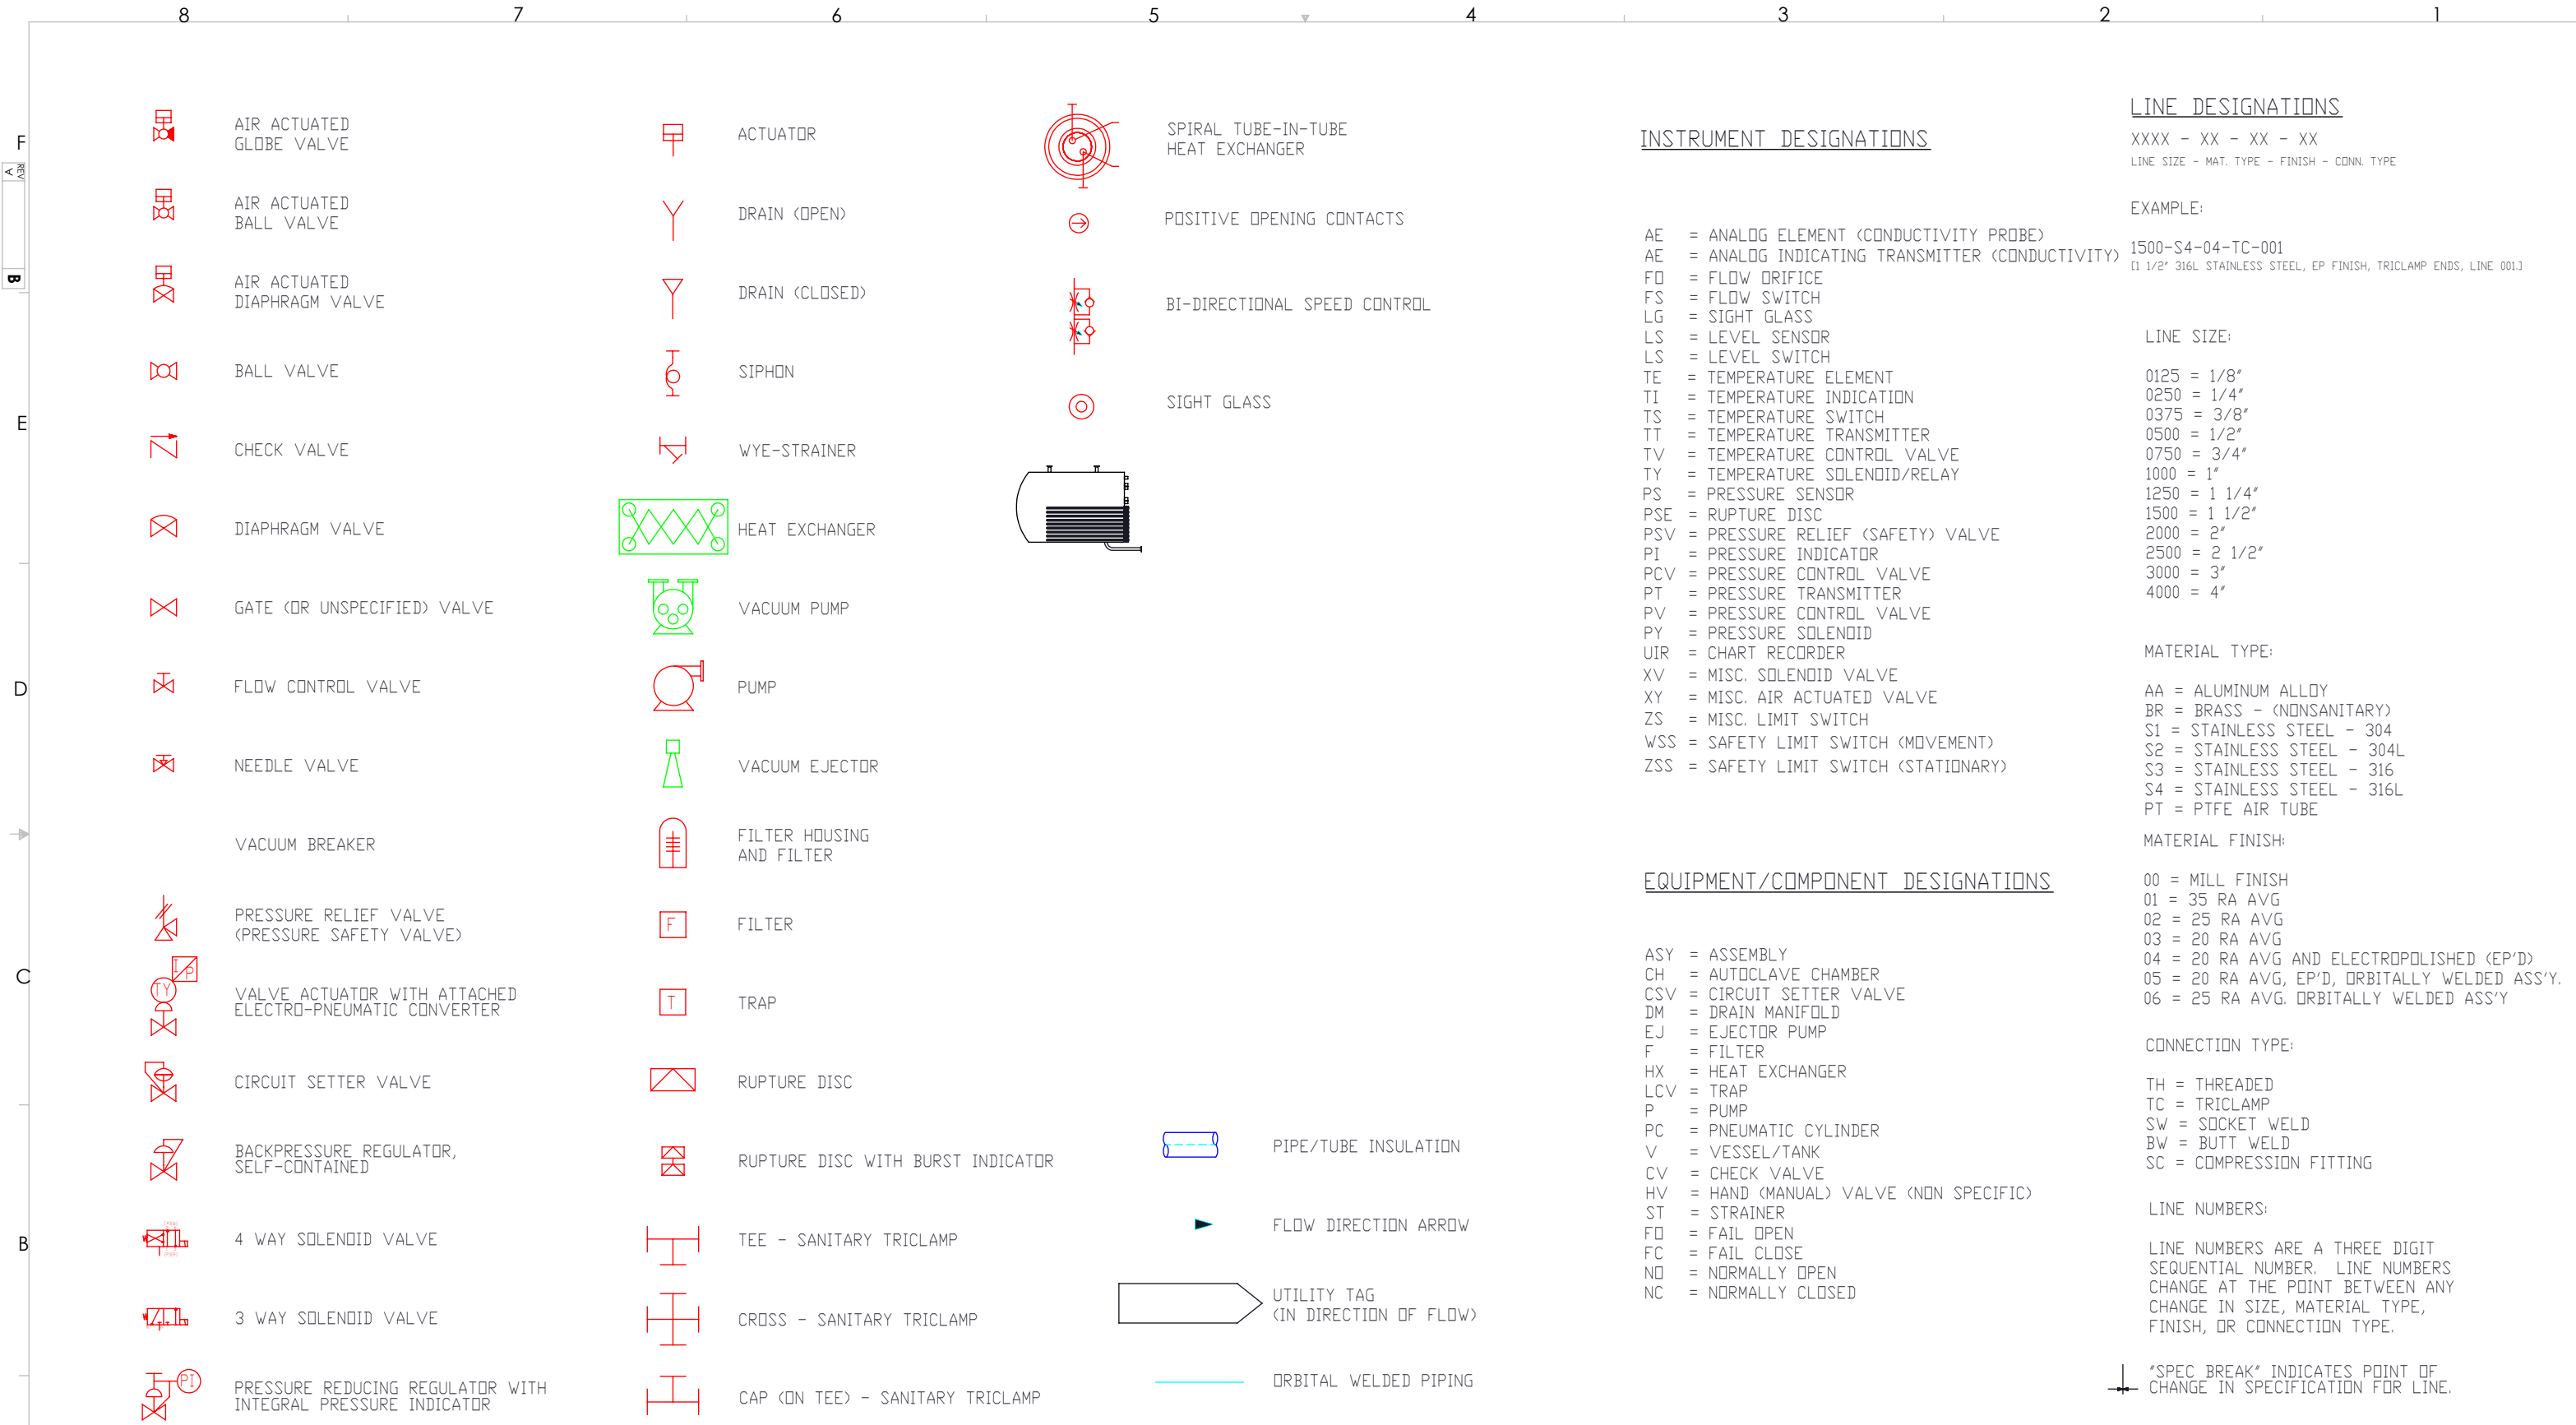 8 7 6 5 4 3 2 1
F
E
D
C
B
REV
A
B
AIR ACTUATED
GLOBE VALVE
AIR ACTUATED
BALL VALVE
AIR ACTUATED
DIAPHRAGM VALVE
BALL VALVE
CHECK VALVE
DIAPHRAGM VALVE
GATE (OR UNSPECIFIED) VALVE
FLOW CONTROL VALVE
NEEDLE VALVE
VACUUM BREAKER
PRESSURE RELIEF VALVE
(PRESSURE SAFETY VALVE)
I
P
TY
VALVE ACTUATOR WITH ATTACHED
ELECTRO-PNEUMATIC CONVERTER
CIRCUIT SETTER VALVE
BACKPRESSURE REGULATOR,
SELF-CONTAINED
4 WAY SOLENOID VALVE
3 WAY SOLENOID VALVE
PI
PRESSURE REDUCING REGULATOR WITH
INTEGRAL PRESSURE INDICATOR
ACTUATOR
DRAIN (OPEN)
DRAIN (CLOSED)
SIPHON
WYE-STRAINER
HEAT EXCHANGER
VACUUM PUMP
PUMP
VACUUM EJECTOR
FILTER HOUSING
AND FILTER
F
FILTER
T
TRAP
RUPTURE DISC
RUPTURE DISC WITH BURST INDICATOR
TEE - SANITARY TRICLAMP
CROSS - SANITARY TRICLAMP
CAP (ON TEE) - SANITARY TRICLAMP
SPIRAL TUBE-IN-TUBE
HEAT EXCHANGER
POSITIVE OPENING CONTACTS
BI-DIRECTIONAL SPEED CONTROL
SIGHT GLASS
PIPE/TUBE INSULATION
FLOW DIRECTION ARROW
UTILITY TAG
(IN DIRECTION OF FLOW)
ORBITAL WELDED PIPING
INSTRUMENT DESIGNATIONS
AE = ANALOG ELEMENT (CONDUCTIVITY PROBE)
AE = ANALOG INDICATING TRANSMITTER (CONDUCTIVITY)
FO = FLOW ORIFICE
FS = FLOW SWITCH
LG = SIGHT GLASS
LS = LEVEL SENSOR
LS = LEVEL SWITCH
TE = TEMPERATURE ELEMENT
TI = TEMPERATURE INDICATION
TS = TEMPERATURE SWITCH
TT = TEMPERATURE TRANSMITTER
TV = TEMPERATURE CONTROL VALVE
TY = TEMPERATURE SOLENOID/RELAY
PS = PRESSURE SENSOR
PSE = RUPTURE DISC
PSV = PRESSURE RELIEF (SAFETY) VALVE
PI = PRESSURE INDICATOR
PCV = PRESSURE CONTROL VALVE
PT = PRESSURE TRANSMITTER
PV = PRESSURE CONTROL VALVE
PY = PRESSURE SOLENOID
UIR = CHART RECORDER
XV = MISC. SOLENOID VALVE
XY = MISC. AIR ACTUATED VALVE
ZS = MISC. LIMIT SWITCH
WSS = SAFETY LIMIT SWITCH (MOVEMENT)
ZSS = SAFETY LIMIT SWITCH (STATIONARY)
EQUIPMENT/COMPONENT DESIGNATIONS
ASY = ASSEMBLY
CH = AUTOCLAVE CHAMBER
CSV = CIRCUIT SETTER VALVE
DM = DRAIN MANIFOLD
EJ = EJECTOR PUMP
F = FILTER
HX = HEAT EXCHANGER
LCV = TRAP
P = PUMP
PC = PNEUMATIC CYLINDER
V = VESSEL/TANK
CV = CHECK VALVE
HV = HAND (MANUAL) VALVE (NON SPECIFIC)
ST = STRAINER
FO = FAIL OPEN
FC = FAIL CLOSE
NO = NORMALLY OPEN
NC = NORMALLY CLOSED
LINE DESIGNATIONS
XXXX - XX - XX - XX
LINE SIZE - MAT. TYPE - FINISH - CONN. TYPE
EXAMPLE:
1500-S4-04-TC-001
[1 1/2" 316L STAINLESS STEEL, EP FINISH, TRICLAMP ENDS, LINE 001.]
LINE SIZE:
0125 = 1/8"
0250 = 1/4"
0375 = 3/8"
0500 = 1/2"
0750 = 3/4"
1000 = 1"
1250 = 1 1/4"
1500 = 1 1/2"
2000 = 2"
2500 = 2 1/2"
3000 = 3"
4000 = 4"
MATERIAL TYPE:
AA = ALUMINUM ALLOY
BR = BRASS - (NONSANITARY)
S1 = STAINLESS STEEL - 304
S2 = STAINLESS STEEL - 304L
S3 = STAINLESS STEEL - 316
S4 = STAINLESS STEEL - 316L
PT = PTFE AIR TUBE
MATERIAL FINISH:
00 = MILL FINISH
01 = 35 RA AVG
02 = 25 RA AVG
03 = 20 RA AVG
04 = 20 RA AVG AND ELECTROPOLISHED (EP'D)
05 = 20 RA AVG, EP'D, ORBITALLY WELDED ASS'Y.
06 = 25 RA AVG. ORBITALLY WELDED ASS'Y
CONNECTION TYPE:
TH = THREADED
TC = TRICLAMP
SW = SOCKET WELD
BW = BUTT WELD
SC = COMPRESSION FITTING
LINE NUMBERS:
LINE NUMBERS ARE A THREE DIGIT
SEQUENTIAL NUMBER. LINE NUMBERS
CHANGE AT THE POINT BETWEEN ANY
CHANGE IN SIZE, MATERIAL TYPE,
FINISH, OR CONNECTION TYPE.
"SPEC BREAK" INDICATES POINT OF
CHANGE IN SPECIFICATION FOR LINE.